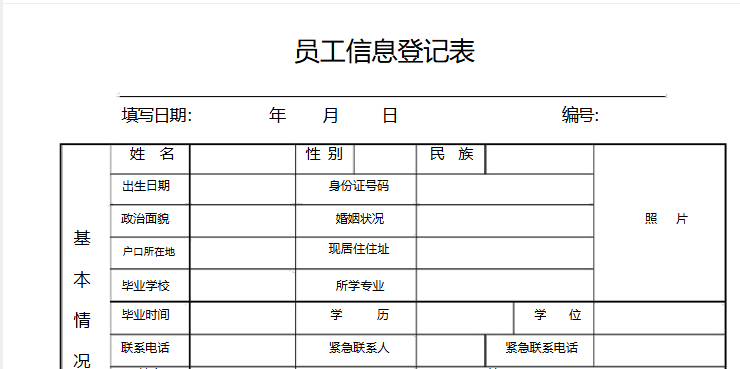 员工信息登记表
填写日期: 年 月 日 编号:
姓 名 性 别 民 族
出生日期 身份证号码
政治面貌 婚姻状况 照 片
户口所在地 现居住住址
毕业学校 所学专业
毕业时间 学 历 学 位
联系电话 紧急联系人 紧急联系电话
基本情况